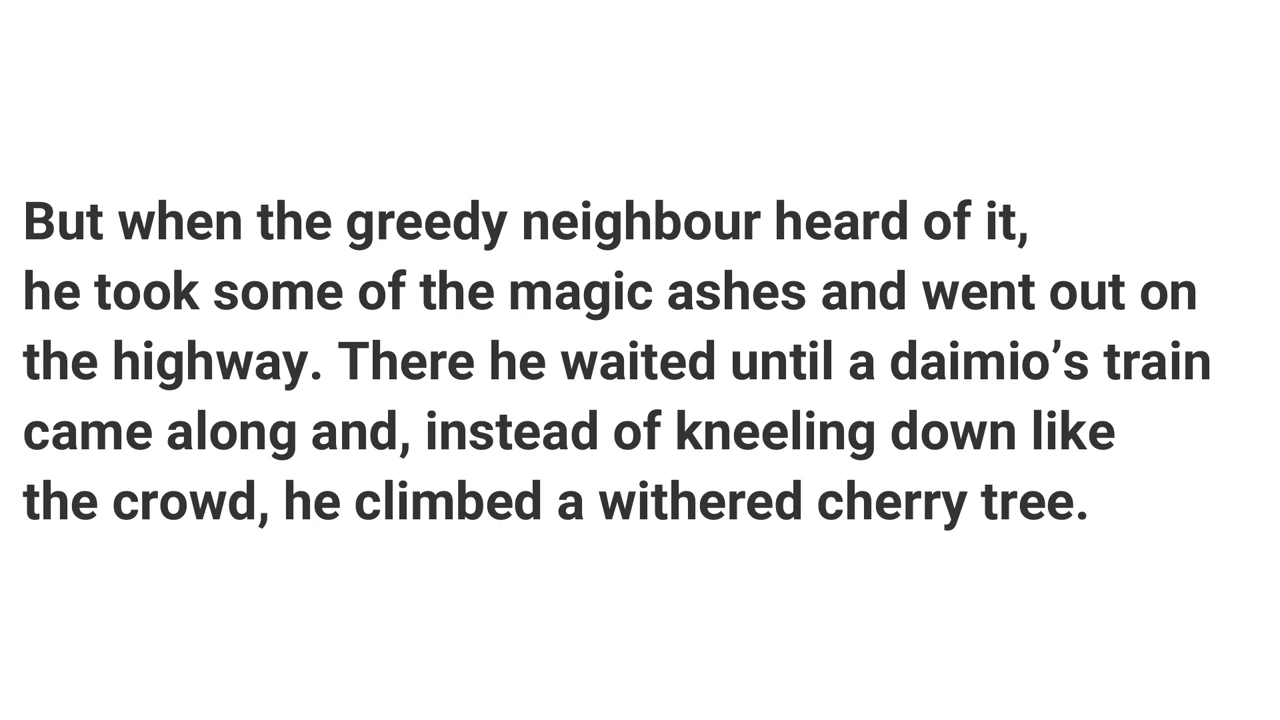 But when the greedy neighbour heard of it,
he took some of the magic ashes and went out on
the highway. There he waited until a daimio’s train
came along and, instead of kneeling down like
the crowd, he climbed a withered cherry tree.